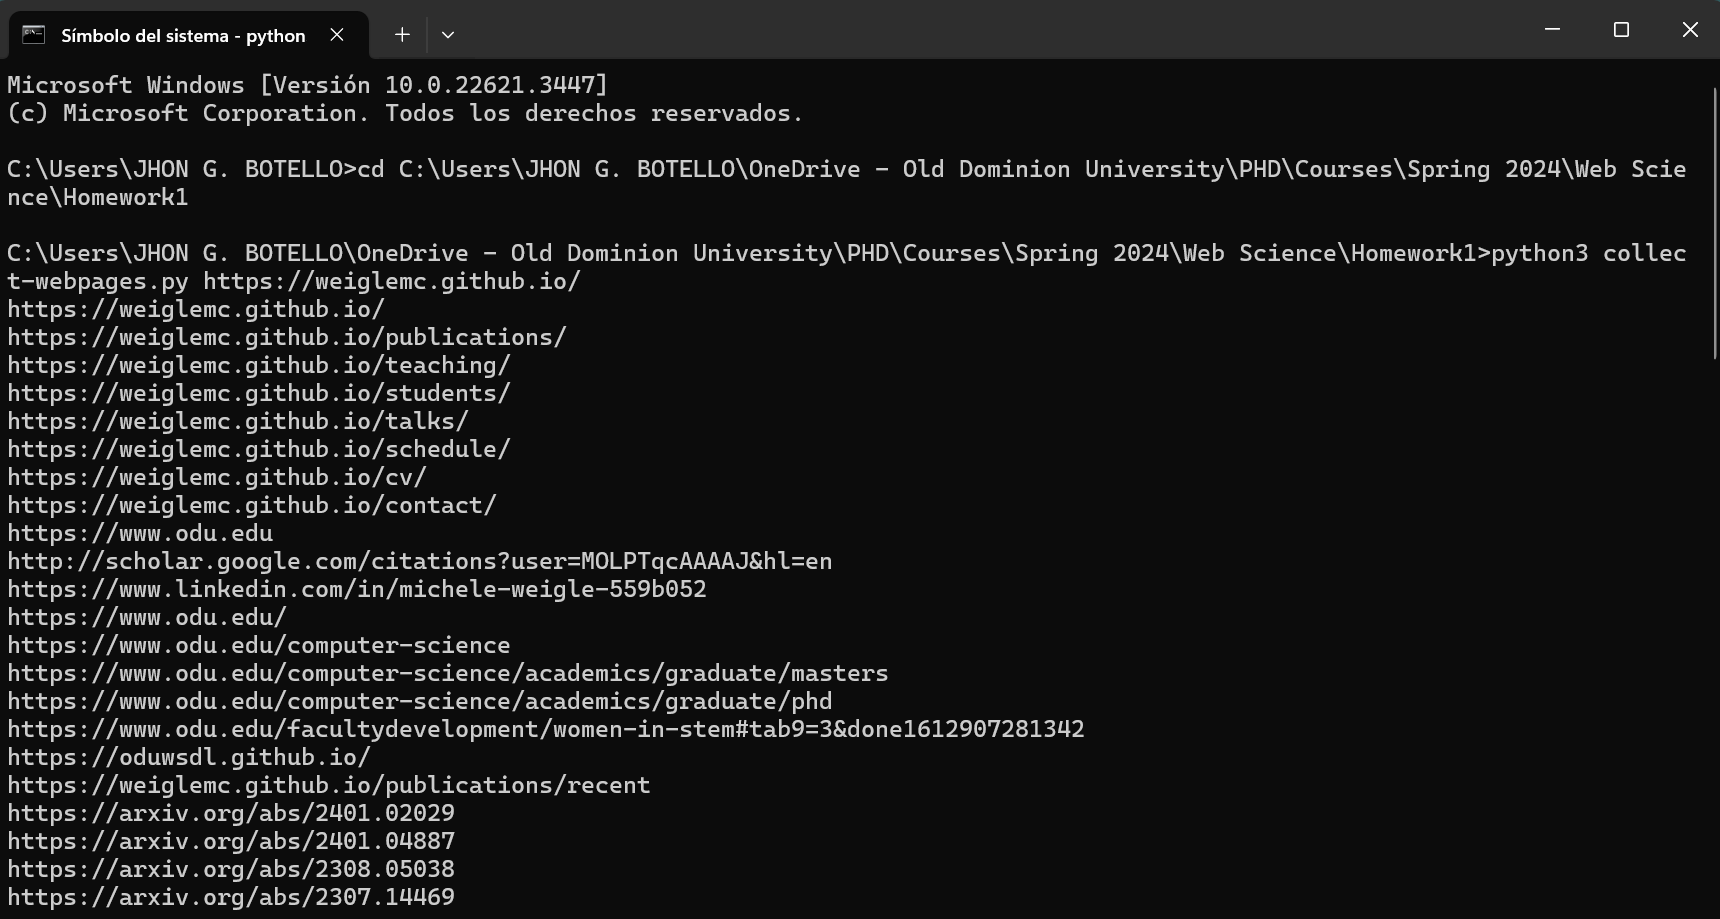 Símbolo del sistema - python
Microsoft Windows [Versión 10.0.22621.3447]
(c) Microsoft Corporation. Todos los derechos reservados.
C:\Users\JHON G. BOTELLO>cd C:\Users\JHON G. BOTELLO\OneDrive - Old Dominion University\PHD\Courses\Spring 2024\Web Scie
nce\Homework1
C:\Users\JHON G. BOTELLO\OneDrive - Old Dominion University\PHD\Courses\Spring 2024\Web Science\Homework1>python3 collec
t-webpages.py https://weiglemc.github.io/
https://weiglemc.github.io/
https://weiglemc.github.io/publications/
https://weiglemc.github.io/teaching/
https://weiglemc.github.io/students/
https://weiglemc.github.io/talks/
https://weiglemc.github.io/schedule/
https://weiglemc.github.io/cv/
https://weiglemc.github.io/contact/
https://www.odu.edu
http://scholar.google.com/citations?user=MOLPTqcAAAAJ&hl=en
https://www.linkedin.com/in/michele-weigle-559b052
https://www.odu.edu/
https://www.odu.edu/computer-science
https://www.odu.edu/computer-science/academics/graduate/masters
https://www.odu.edu/computer-science/academics/graduate/phd
https://www.odu.edu/facultydevelopment/women-in-stem#tab9=3&done1612907281342
https://oduwsdl.github.io/
https://weiglemc.github.io/publications/recent
https://arxiv.org/abs/2401.02029
https://arxiv.org/abs/2401.04887
https://arxiv.org/abs/2308.05038
https://arxiv.org/abs/2307.14469